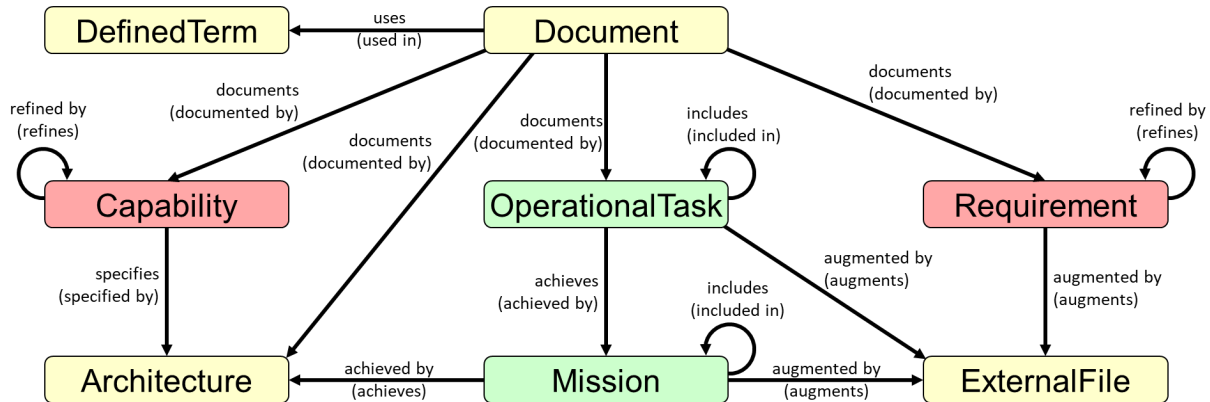 DefinedTerm
uses
(used in)
Document
documents
(documented by)
documents
(documented by)
documents
(documented by)
documents
(documented by)
refined by
(refines)
includes
(included in)
refined by
(refines)
Capability
OperationalTask
Requirement
specifies
(specified by)
achieves
(achieved by)
includes
(included in)
augmented by
(augments)
augmented by
(augments)
Architecture
achieved by
(achieves)
Mission
augmented by
(augments)
ExternalFile